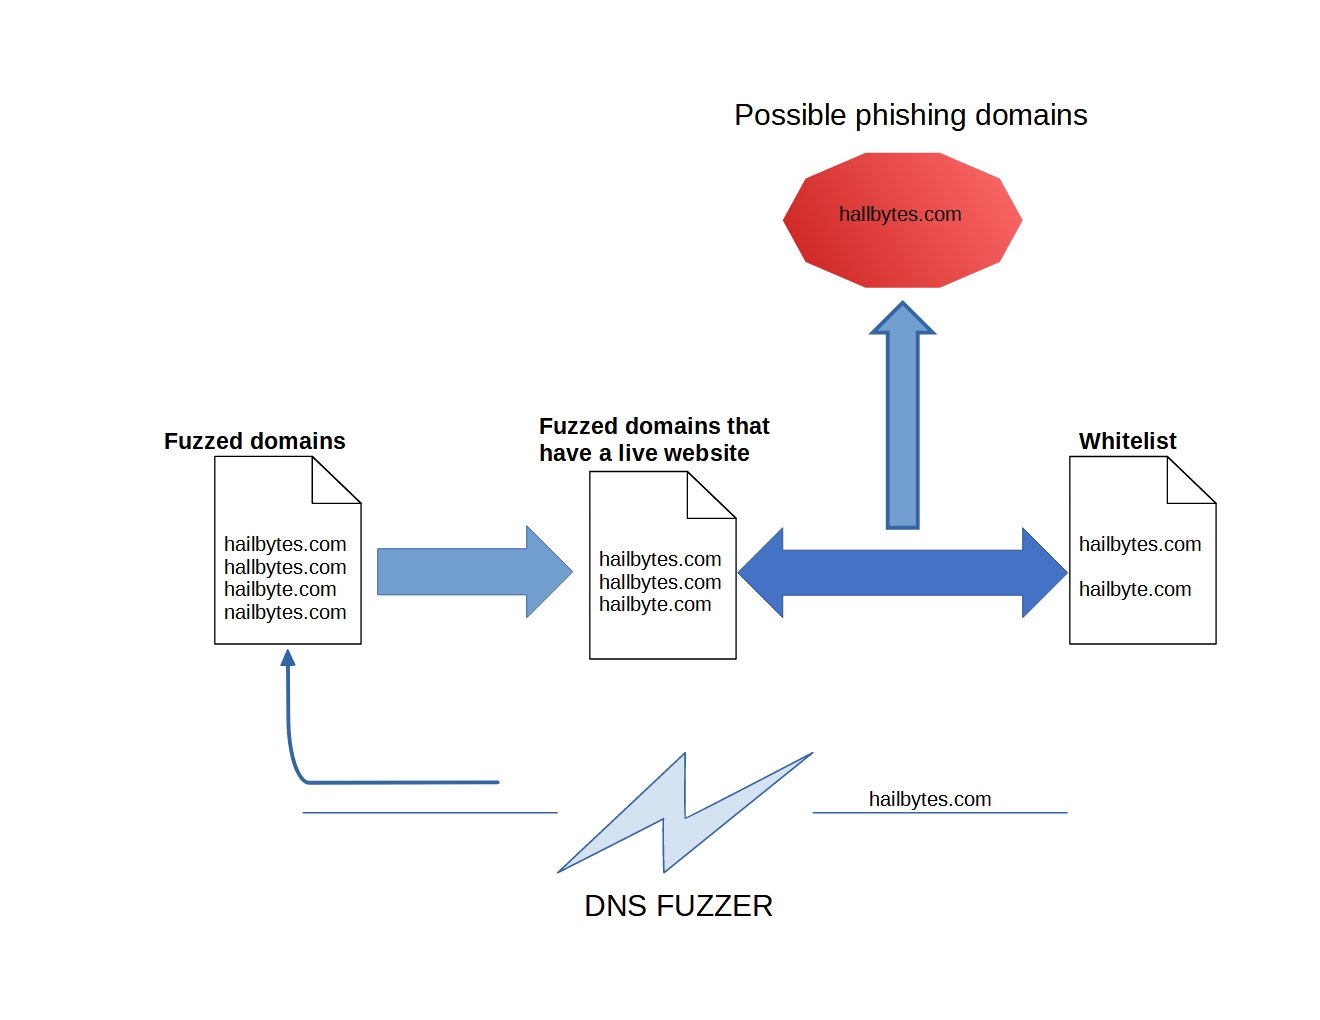 Possible phishing domains
hallbytes.com
Fuzzed domains
hailbytes.com
hallbytes.com
hailbyte.com
nailbytes.com
Fuzzed domains that
have a live website
hailbytes.com
hallbytes.com
hailbyte.com
Whitelist
hailbytes.com
hailbyte.com
hailbytes.com
DNS FUZZER